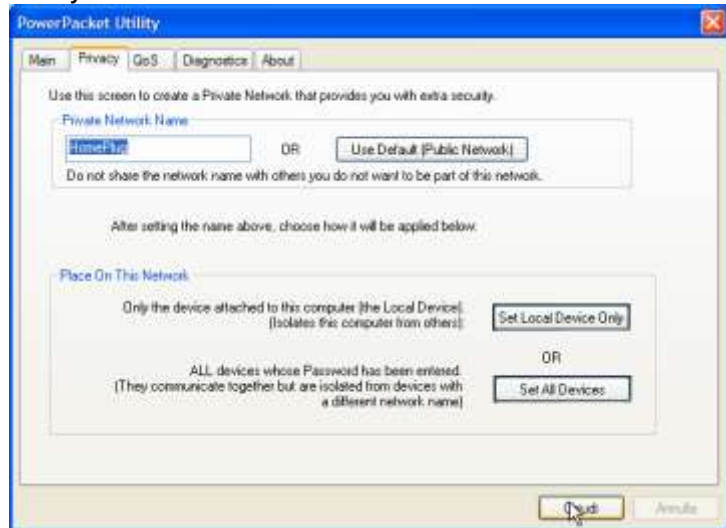 PowerPacket Utility
Main Privacy QoS Diagnostics About
Use this screen to create a Private Network that provides you with extra security.
Private Network Name
HomePlug OR Use Default (Public Network)
Do not share the network name with others you do not want to be part of this network.
After setting the name above, choose how it will be applied below.
Place On This Network
Only the device attached to this computer (the Local Device).
(Isolates this computer from others): Set Local Device Only
OR
ALL devices whose Password has been entered.
(They communicate together but are isolated from devices with
a different network name) Set All Devices
Chiudi Annulla